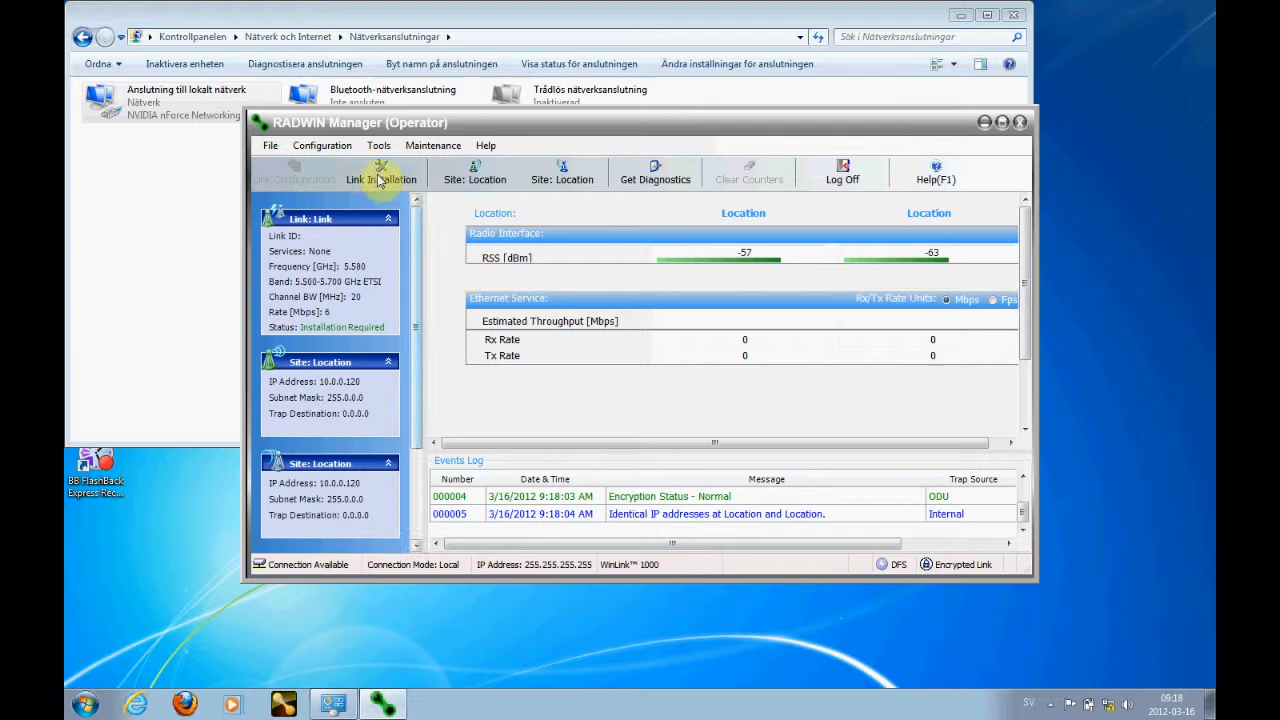 Kontrollpanelen Nätverk och Internet Nätverksanslutningar Sök i Nätverksanslutningar
Ordna Inaktivera enheten Diagnostisera anslutningen Byt namn på anslutningen Visa status för anslutningen Ändra inställningar för anslutningen
Anslutning till lokalt nätverk Bluetooth-nätverksanslutning Trådlös nätverksanslutning
Nätverk Inte ansluten Inaktiverad
NVIDIA nForce Networking
RADWIN Manager (Operator)
File Configuration Tools Maintenance Help
Link Configuration Link Installation Site: Location Site: Location Get Diagnostics Clear Counters Log Off Help(F1)
Link: Link
Link ID:
Services: None
Frequency [GHz]: 5.580
Band: 5.500-5.700 GHz ETSI
Channel BW [MHz]: 20
Rate [Mbps]: 6
Status: Installation Required
Site: Location
IP Address: 10.0.0.120
Subnet Mask: 255.0.0.0
Trap Destination: 0.0.0.0
Site: Location
IP Address: 10.0.0.120
Subnet Mask: 255.0.0.0
Trap Destination: 0.0.0.0
Location: Location Location
Radio Interface:
RSS [dBm] -57 -63
Ethernet Service: Rx/Tx Rate Units: Mbps Fps
Estimated Throughput [Mbps]
Rx Rate 0 0
Tx Rate 0 0
Events Log
Number Date & Time Message Trap Source
000004 3/16/2012 9:18:03 AM Encryption Status - Normal ODU
000005 3/16/2012 9:18:04 AM Identical IP addresses at Location and Location. Internal
Connection Available Connection Mode: Local IP Address: 255.255.255.255 WinLink™ 1000 DFS Encrypted Link
BB FlashBack
Express Rec...
SV 09:18
2012-03-16